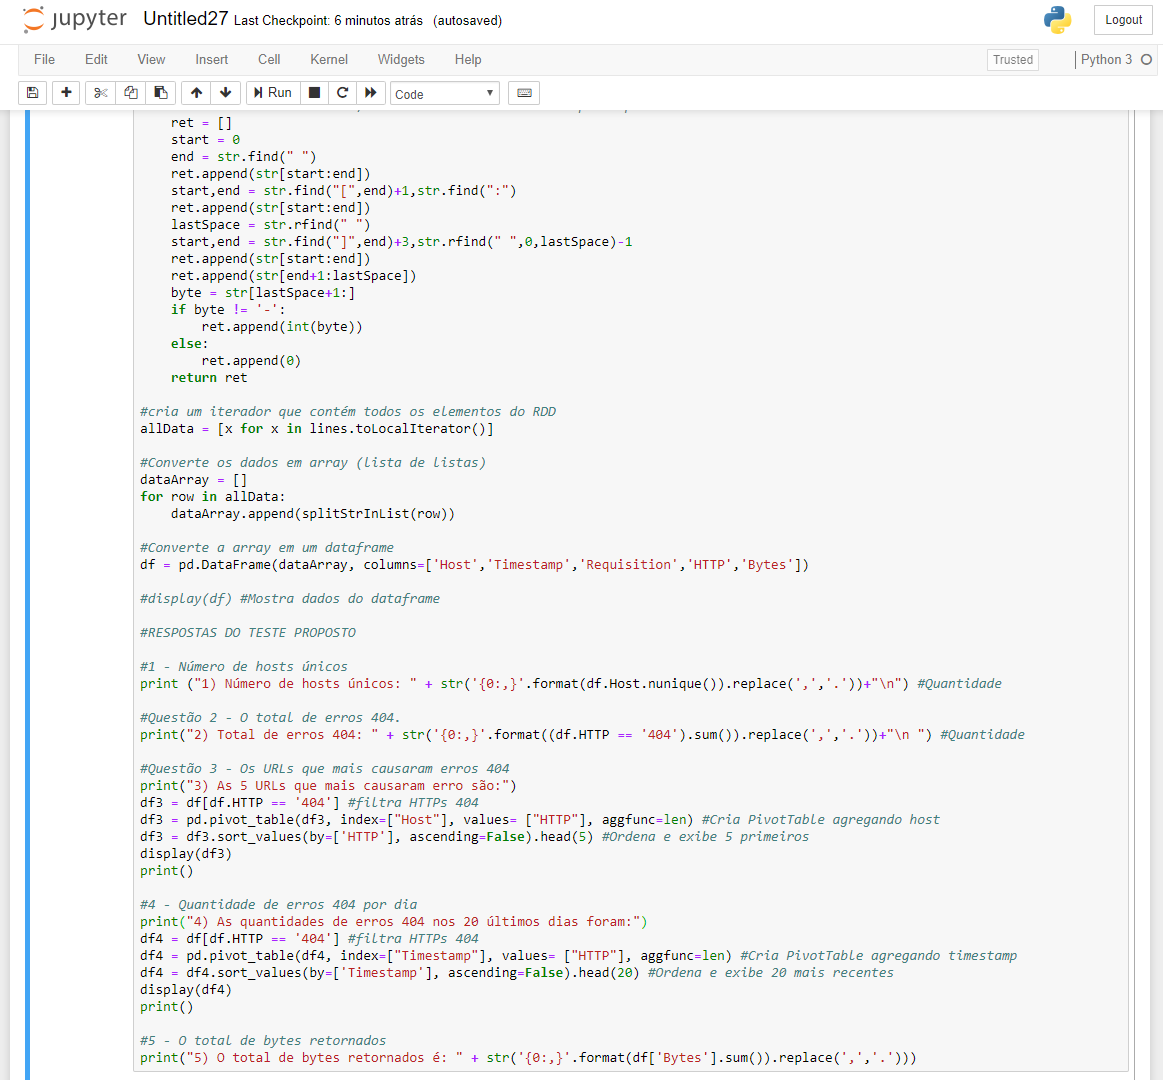 jupyter Untitled27 Last Checkpoint: 6 minutos atrás (autosaved)
Logout
File Edit View Insert Cell Kernel Widgets Help
Trusted
Python 3
Run
Code
ret = []
start = 0
end = str.find(" ")
ret.append(str[start:end])
start,end = str.find("[",end)+1,str.find(":")
ret.append(str[start:end])
lastSpace = str.rfind(" ")
start,end = str.find("]",end)+3,str.rfind(" ",0,lastSpace)-1
ret.append(str[start:end])
ret.append(str[end+1:lastSpace])
byte = str[lastSpace+1:]
if byte != '-':
ret.append(int(byte))
else:
ret.append(0)
return ret
#cria um iterador que contém todos os elementos do RDD
allData = [x for x in lines.toLocalIterator()]
#Converte os dados em array (lista de listas)
dataArray = []
for row in allData:
dataArray.append(splitStrInList(row))
#Converte a array em um dataframe
df = pd.DataFrame(dataArray, columns=['Host','Timestamp','Requisition','HTTP','Bytes'])
#display(df) #Mostra dados do dataframe
#RESPOSTAS DO TESTE PROPOSTO
#1 - Número de hosts únicos
print ("1) Número de hosts únicos: " + str('{0:,}'.format(df.Host.nunique()).replace(',','.'))+"\n") #Quantidade
#Questão 2 - O total de erros 404.
print("2) Total de erros 404: " + str('{0:,}'.format((df.HTTP == '404').sum()).replace(',','.'))+"\n ") #Quantidade
#Questão 3 - Os URLs que mais causaram erros 404
print("3) As 5 URLs que mais causaram erro são:")
df3 = df[df.HTTP == '404'] #filtra HTTPs 404
df3 = pd.pivot_table(df3, index=["Host"], values= ["HTTP"], aggfunc=len) #Cria PivotTable agregando host
df3 = df3.sort_values(by=['HTTP'], ascending=False).head(5) #Ordena e exibe 5 primeiros
display(df3)
print()
#4 - Quantidade de erros 404 por dia
print("4) As quantidades de erros 404 nos 20 últimos dias foram:")
df4 = df[df.HTTP == '404'] #filtra HTTPs 404
df4 = pd.pivot_table(df4, index=["Timestamp"], values= ["HTTP"], aggfunc=len) #Cria PivotTable agregando timestamp
df4 = df4.sort_values(by=['Timestamp'], ascending=False).head(20) #Ordena e exibe 20 mais recentes
display(df4)
print()
#5 - O total de bytes retornados
print("5) O total de bytes retornados é: " + str('{0:,}'.format(df['Bytes'].sum()).replace(',','.')))